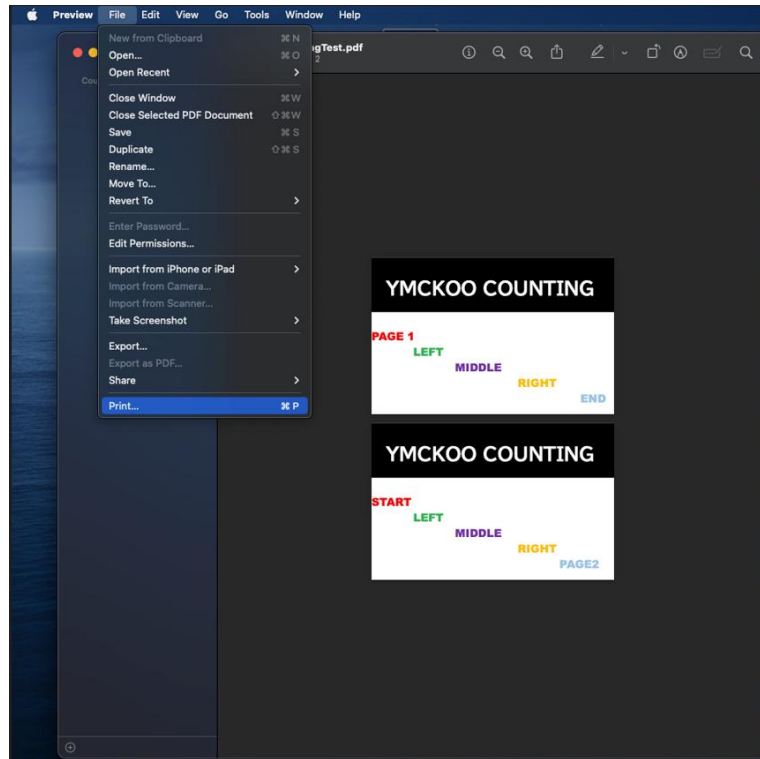 Preview File Edit View Go Tools Window Help
New from Clipboard ⌘ N
Open... ⌘ O
Open Recent
Close Window ⌘ W
Close Selected PDF Document ⇧ ⌘ W
Save ⌘ S
Duplicate ⇧ ⌘ S
Rename...
Move To...
Revert To
Enter Password...
Edit Permissions...
Import from iPhone or iPad
Import from Camera...
Import from Scanner...
Take Screenshot
Export...
Export as PDF...
Share
Print... ⌘ P
ngTest.pdf
2
Cou
YMCKOO COUNTING
PAGE 1
LEFT
MIDDLE
RIGHT
END
YMCKOO COUNTING
START
LEFT
MIDDLE
RIGHT
PAGE2